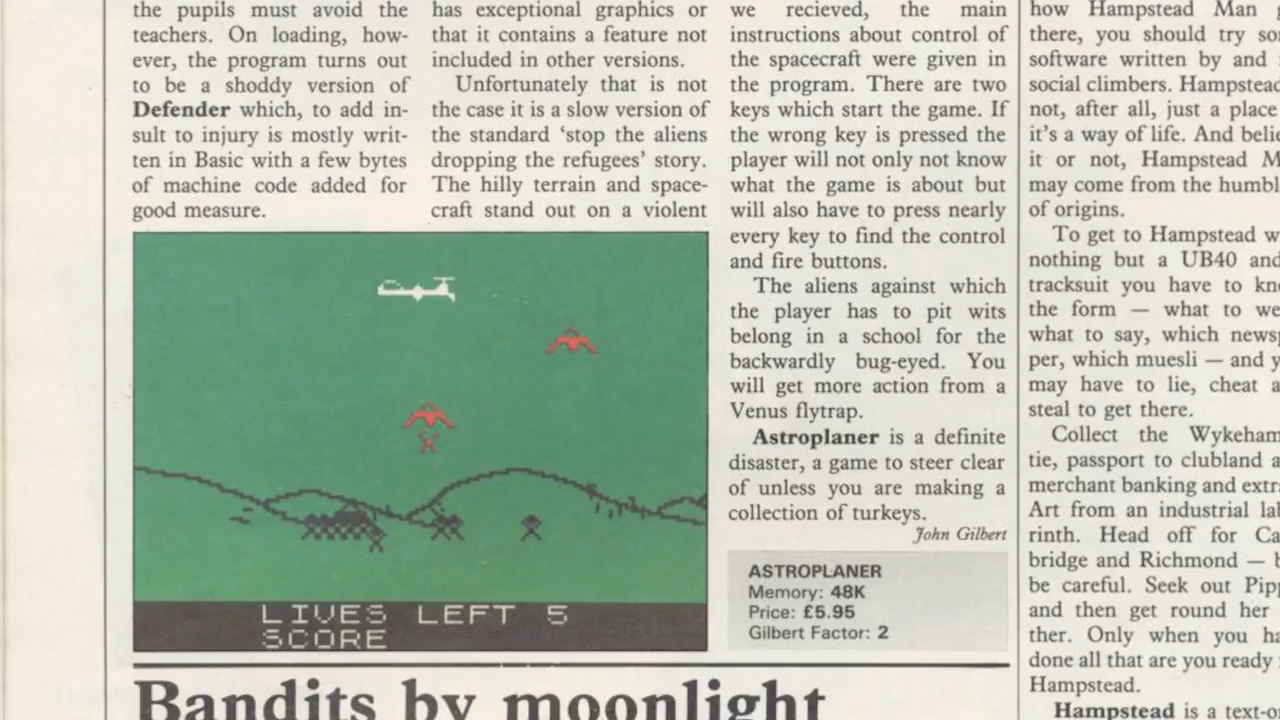 the pupils must avoid the
teachers. On loading, how-
ever, the program turns out
to be a shoddy version of
Defender which, to add in-
sult to injury is mostly writ-
ten in Basic with a few bytes
of machine code added for
good measure.
has exceptional graphics or
that it contains a feature not
included in other versions.
Unfortunately that is not
the case it is a slow version of
the standard ‘stop the aliens
dropping the refugees’ story.
The hilly terrain and space-
craft stand out on a violent
LIVES LEFT 5
SCORE
we recieved, the main
instructions about control of
the spacecraft were given in
the program. There are two
keys which start the game. If
the wrong key is pressed the
player will not only not know
what the game is about but
will also have to press nearly
every key to find the control
and fire buttons.
The aliens against which
the player has to pit wits
belong in a school for the
backwardly bug-eyed. You
will get more action from a
Venus flytrap.
Astroplaner is a definite
disaster, a game to steer clear
of unless you are making a
collection of turkeys.
John Gilbert
ASTROPLANER
Memory: 48K
Price: £5.95
Gilbert Factor: 2
Bandits by moonlight
how Hampstead Man
there, you should try
software written by and
social climbers. Hampstead
not, after all, just a place
it's a way of life. And
it or not, Hampstead
may come from the
of origins.
To get to Hampstead
nothing but a UB40 and
tracksuit you have to
the form — what to
what to say, which
per, which muesli — and
may have to lie, cheat
steal to get there.
Collect the
tie, passport to clubland
merchant banking and
Art from an industrial
rinth. Head off for
bridge and Richmond —
be careful. Seek out
and then get round her
ther. Only when you
done all that are you ready
Hampstead.
Hampstead is a